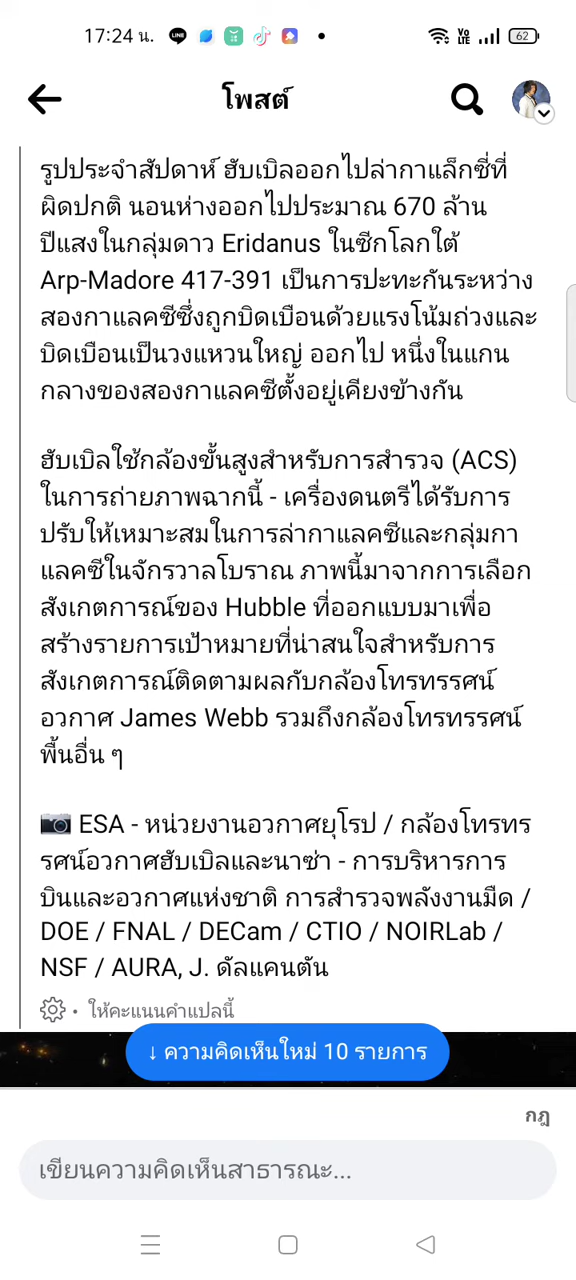 17:24 น.
LINE
VO LTE
62
โพสต์
รูปประจำสัปดาห์ ฮับเบิลออกไปล่ากาแล็กซี่ที่
ผิดปกติ นอนห่างออกไปประมาณ 670 ล้าน
ปีแสงในกลุ่มดาว Eridanus ในซีกโลกใต้
Arp-Madore 417-391 เป็นการปะทะกันระหว่าง
สองกาแลคซีซึ่งถูกบิดเบือนด้วยแรงโน้มถ่วงและ
บิดเบือนเป็นวงแหวนใหญ่ ออกไป หนึ่งในแกน
กลางของสองกาแลคซีตั้งอยู่เคียงข้างกัน
ฮับเบิลใช้กล้องขั้นสูงสำหรับการสำรวจ (ACS)
ในการถ่ายภาพฉากนี้ - เครื่องดนตรีได้รับการ
ปรับให้เหมาะสมในการล่ากาแลคซีและกลุ่มกา
แลคซีในจักรวาลโบราณ ภาพนี้มาจากการเลือก
สังเกตการณ์ของ Hubble ที่ออกแบบมาเพื่อ
สร้างรายการเป้าหมายที่น่าสนใจสำหรับการ
สังเกตการณ์ติดตามผลกับกล้องโทรทรรศน์
อวกาศ James Webb รวมถึงกล้องโทรทรรศน์
พื้นอื่น ๆ
📷 ESA - หน่วยงานอวกาศยุโรป / กล้องโทรทร
รศน์อวกาศฮับเบิลและนาซ่า - การบริหารการ
บินและอวกาศแห่งชาติ การสำรวจพลังงานมืด /
DOE / FNAL / DECam / CTIO / NOIRLab /
NSF / AURA, J. ดัลแคนตัน
· ให้คะแนนคำแปลนี้
↓ ความคิดเห็นใหม่ 10 รายการ
กฎ
เขียนความคิดเห็นสาธารณะ...